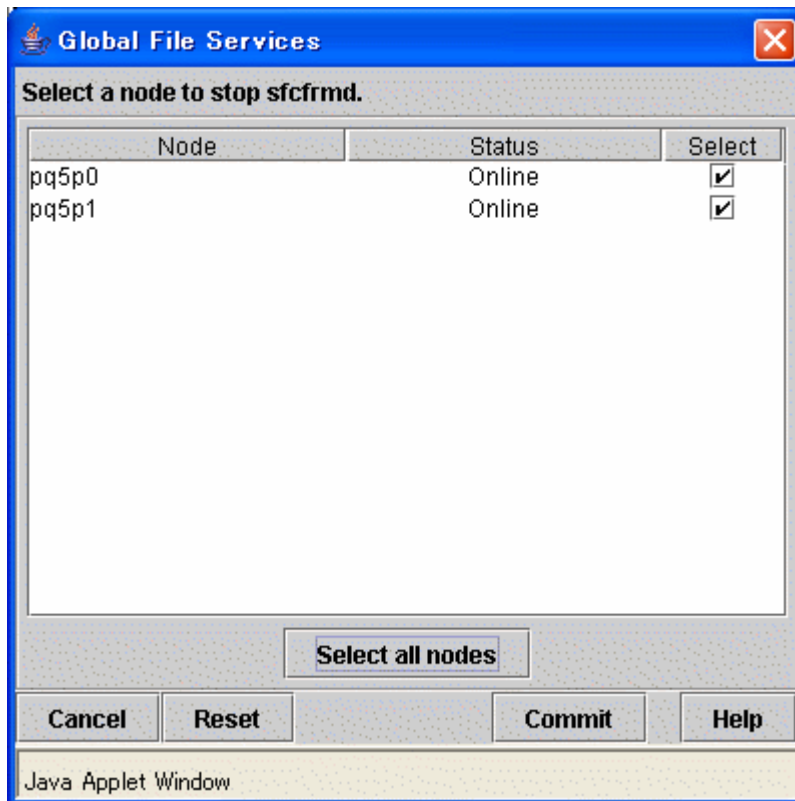 Global File Services
Select a node to stop sfcfrmd.
Node Status Select
pq5p0 Online
pq5p1 Online
Select all nodes
Cancel Reset Commit Help
Java Applet Window